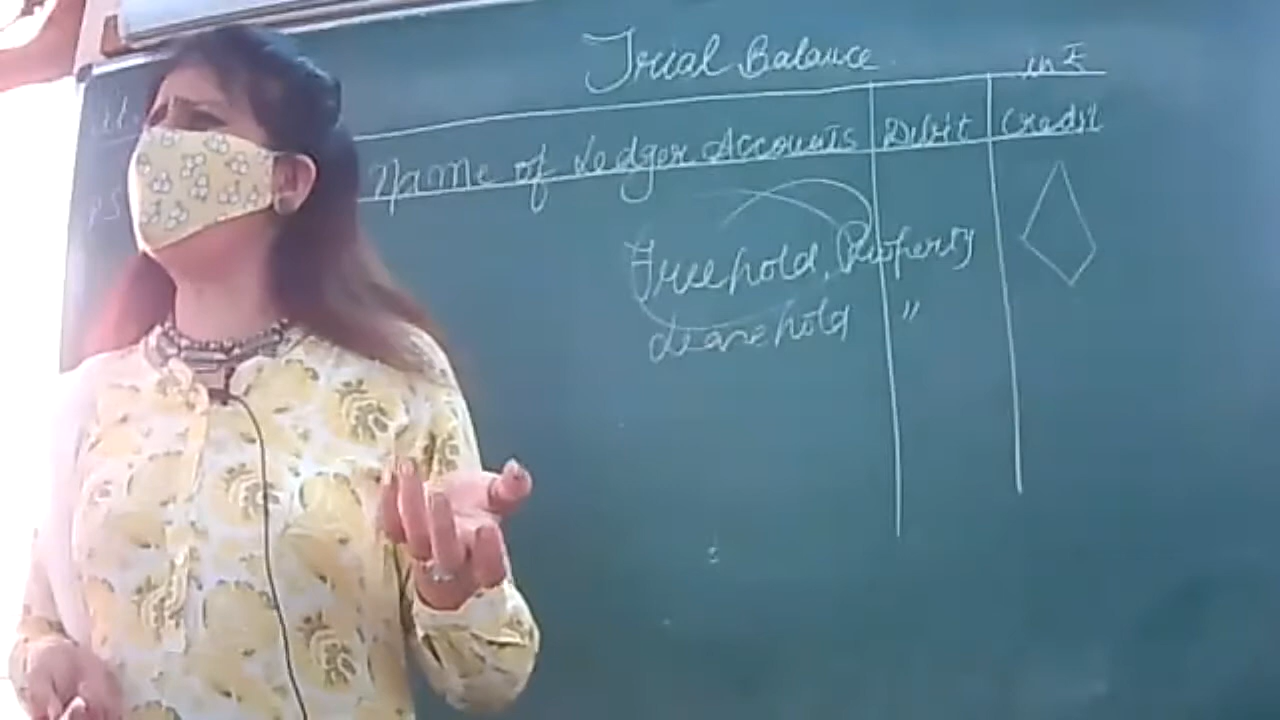 Trial Balance
in ₹
Name of Ledger Accounts Debit Credit
Freehold, Property
Leasehold "